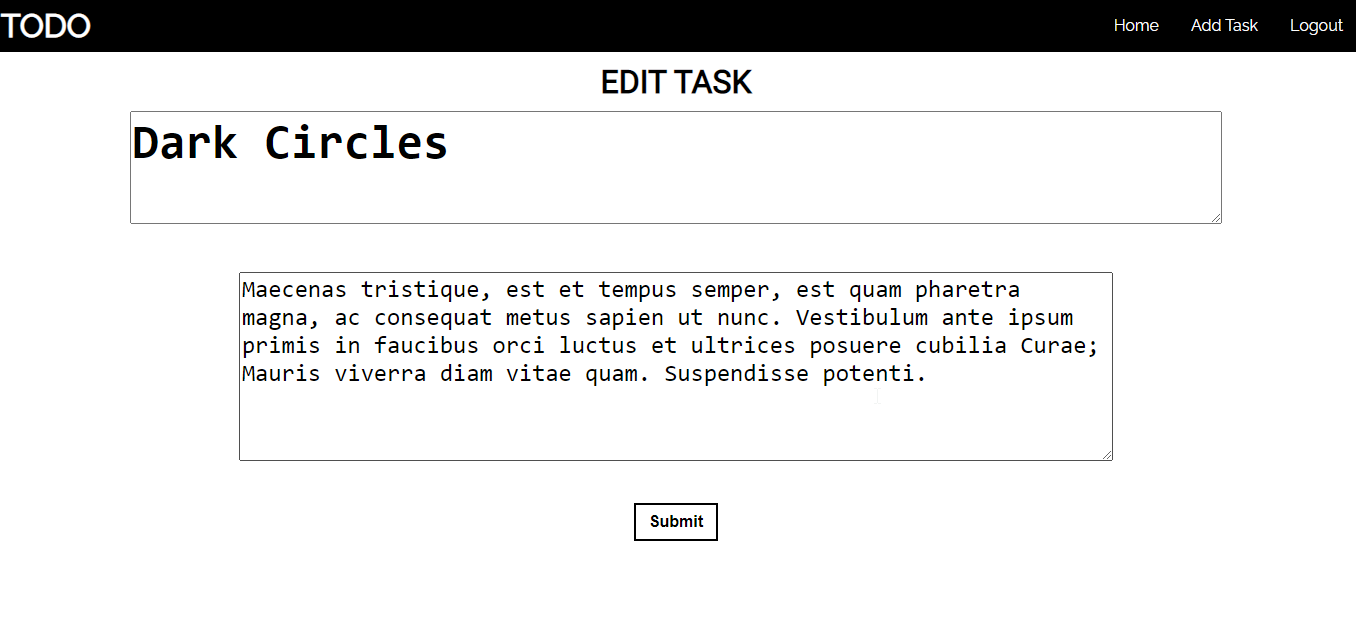 TODO
Home Add Task Logout
EDIT TASK
Dark Circles
Maecenas tristique, est et tempus semper, est quam pharetra
magna, ac consequat metus sapien ut nunc. Vestibulum ante ipsum
primis in faucibus orci luctus et ultrices posuere cubilia Curae;
Mauris viverra diam vitae quam. Suspendisse potenti.
Submit